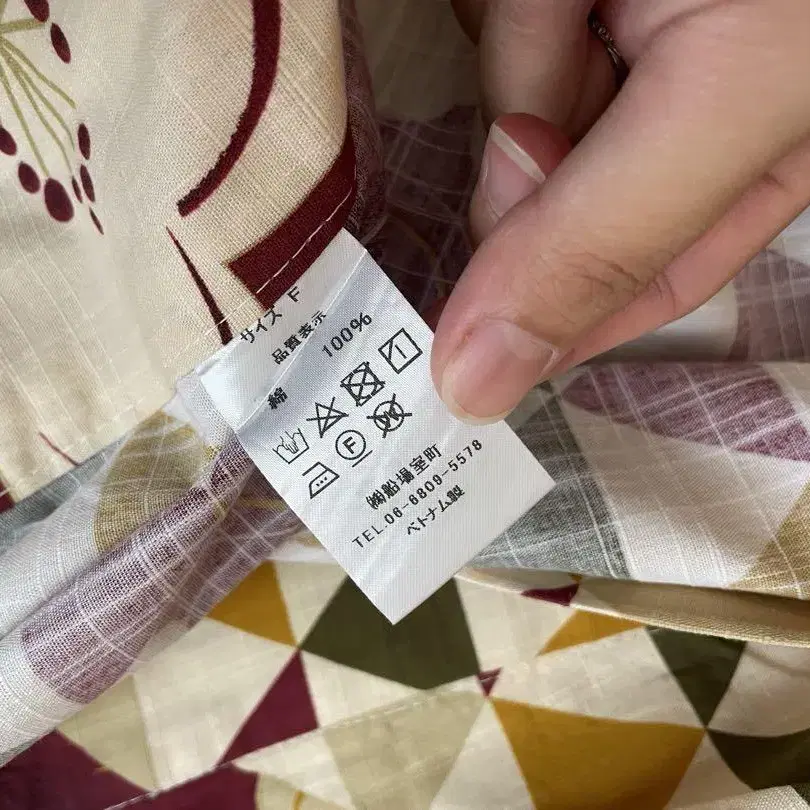 サイズ F
品質表示
綿 100%
F
W
㈱船場室町
TEL.06-6809-5578
ベトナム製